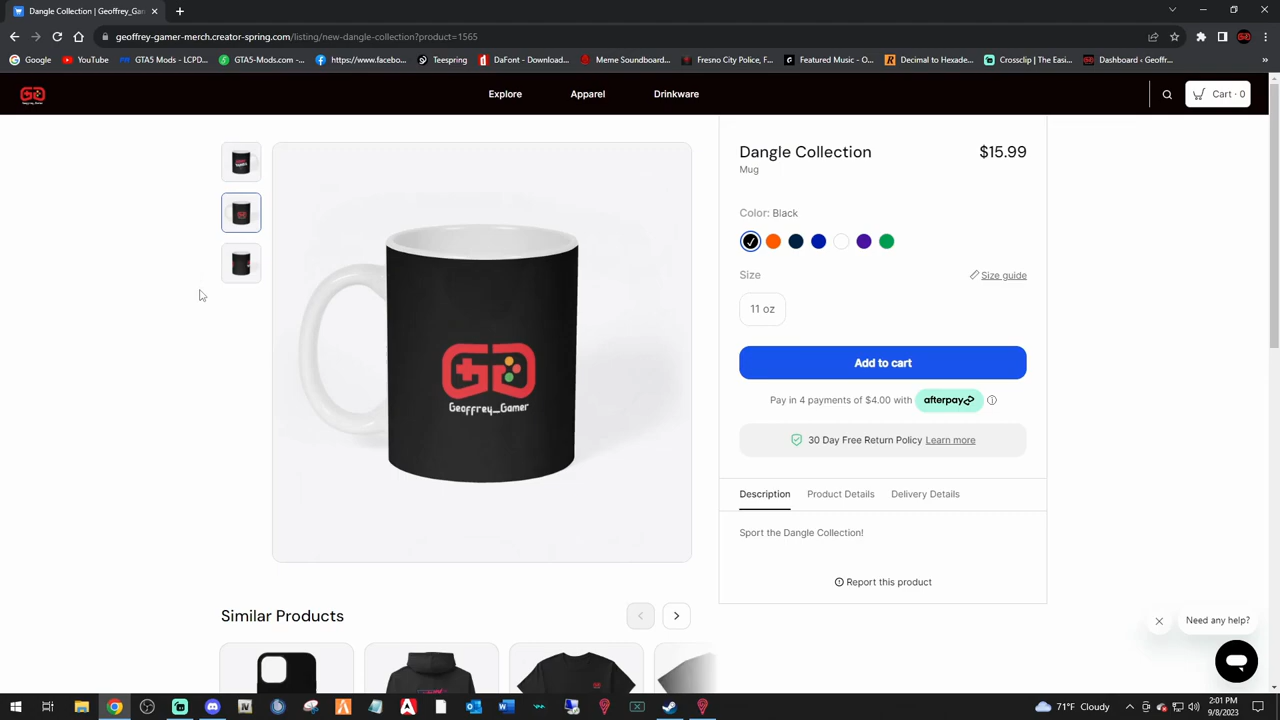 Dangle Collection | Geoffrey_Gam
geoffrey-gamer-merch.creator-spring.com/listing/new-dangle-collection?product=1565
Google
YouTube
GTA5 Mods - LCPD...
GTA5-Mods.com -...
https://www.facebo...
Teespring
DaFont - Download...
Meme Soundboard...
Fresno City Police, F...
Featured Music - O...
Decimal to Hexade...
Crossclip | The Easi...
Dashboard ‹ Geoffr...
»
Explore
Apparel
Drinkware
Cart · 0
Dangle Collection
$15.99
Mug
Color: Black
Size
Size guide
11 oz
Add to cart
Pay in 4 payments of $4.00 with afterpay
30 Day Free Return Policy Learn more
Description
Product Details
Delivery Details
Sport the Dangle Collection!
Report this product
GG
Geoffrey_Gamer
Similar Products
Need any help?
71°F Cloudy
2:01 PM
9/8/2023